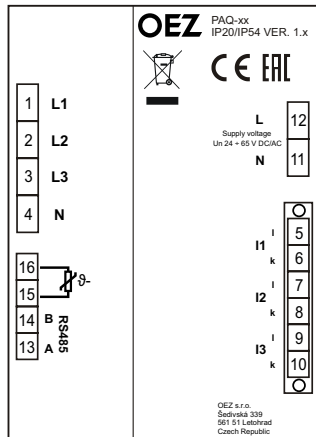 OEZ PAQ-xx
IP20/IP54 VER. 1.x
CE EAC
1 L1
2 L2
3 L3
4 N
16
15 ϑ-
14 B
13 A
RS485
L 12
Supply voltage
Un 24 ÷ 65 V DC/AC
N 11
I1 l 5
k 6
I2 l 7
k 8
I3 l 9
k 10
OEZ s.r.o.
Šedivská 339
561 51 Letohrad
Czech Republic